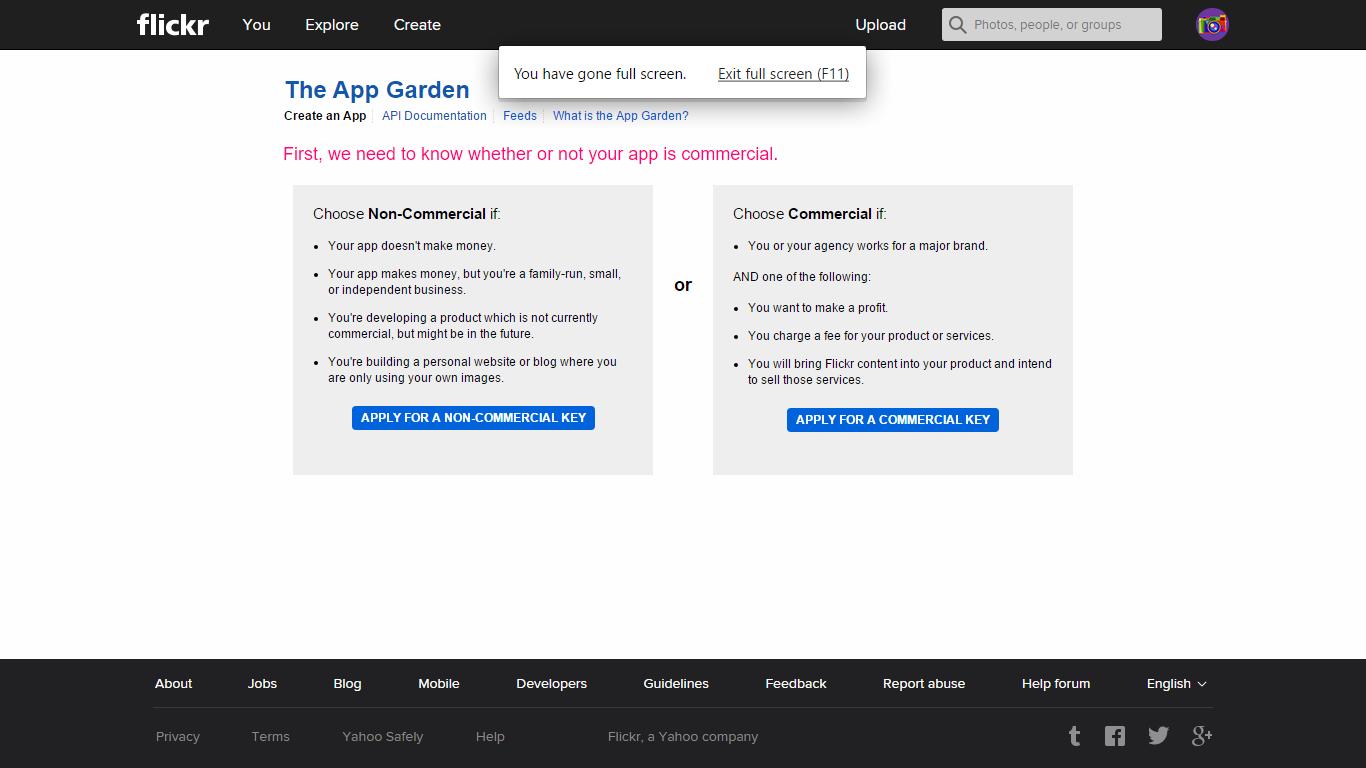 flickr You Explore Create Upload Photos, people, or groups
You have gone full screen. Exit full screen (F11)
The App Garden
Create an App API Documentation Feeds What is the App Garden?
First, we need to know whether or not your app is commercial.
Choose Non-Commercial if:
Your app doesn't make money.
Your app makes money, but you're a family-run, small,
or independent business.
You're developing a product which is not currently
commercial, but might be in the future.
You're building a personal website or blog where you
are only using your own images.
APPLY FOR A NON-COMMERCIAL KEY
or
Choose Commercial if:
You or your agency works for a major brand.
AND one of the following:
You want to make a profit.
You charge a fee for your product or services.
You will bring Flickr content into your product and intend
to sell those services.
APPLY FOR A COMMERCIAL KEY
About Jobs Blog Mobile Developers Guidelines Feedback Report abuse Help forum English
Privacy Terms Yahoo Safely Help Flickr, a Yahoo company